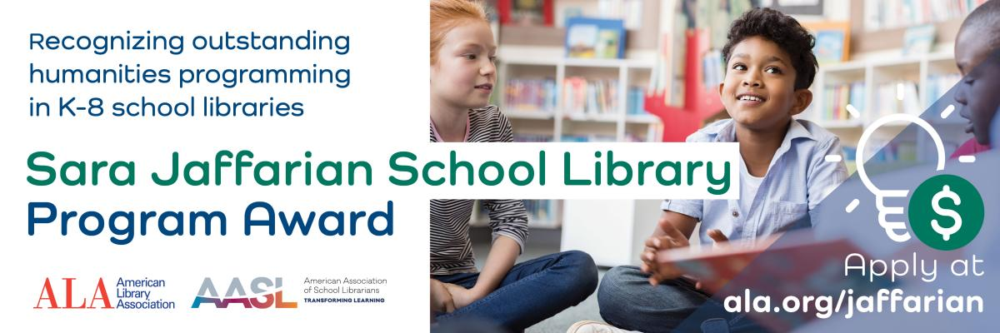 Recognizing outstanding
humanities programming
in K-8 school libraries
Sara Jaffarian School Library
Program Award
ALA American
Library
Association
AASL American Association
of School Librarians
TRANSFORMING LEARNING
$
Apply at
ala.org/jaffarian